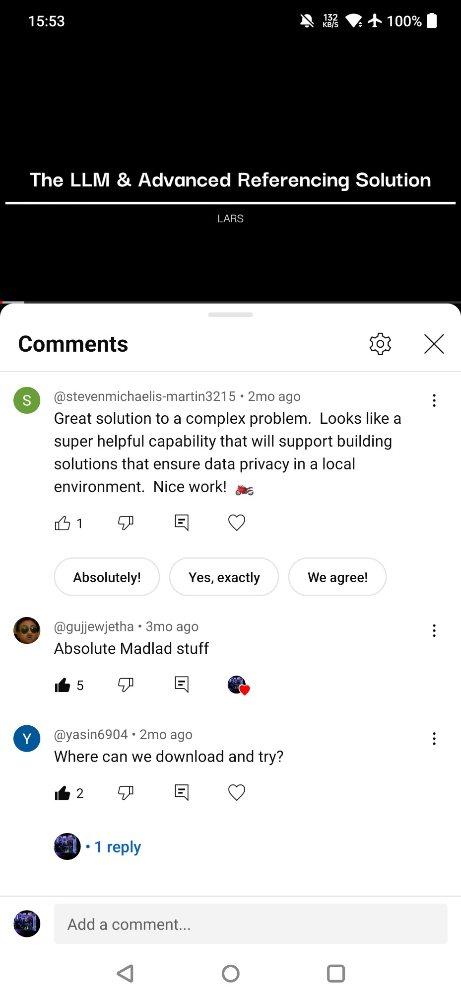 15:53
132
KB/S
100%
The LLM & Advanced Referencing Solution
LARS
Comments
S
@stevenmichaelis-martin3215 • 2mo ago
Great solution to a complex problem.  Looks like a
super helpful capability that will support building
solutions that ensure data privacy in a local
environment.  Nice work! 🏍️
1
Absolutely!
Yes, exactly
We agree!
@gujjewjetha • 3mo ago
Absolute Madlad stuff
5
Y
@yasin6904 • 2mo ago
Where can we download and try?
2
• 1 reply
Add a comment...